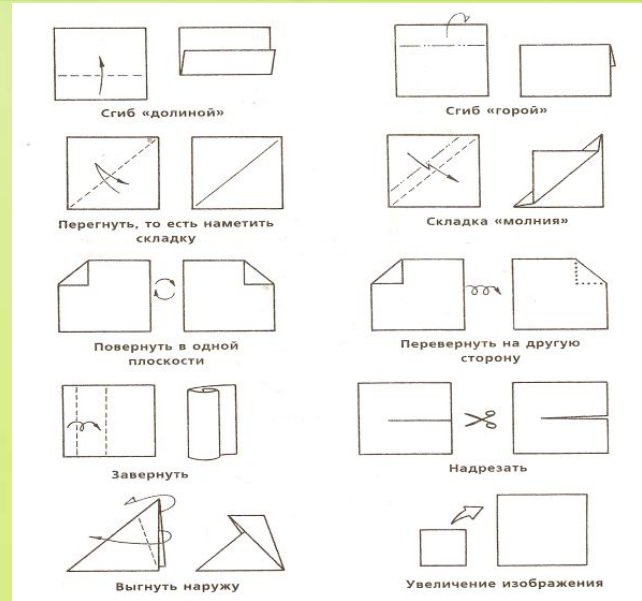 Сгиб «долиной»
Сгиб «горой»
Перегнуть, то есть наметить
складку
Складка «молния»
Повернуть в одной
плоскости
Перевернуть на другую
сторону
Завернуть
Надрезать
Выгнуть наружу
Увеличение изображения